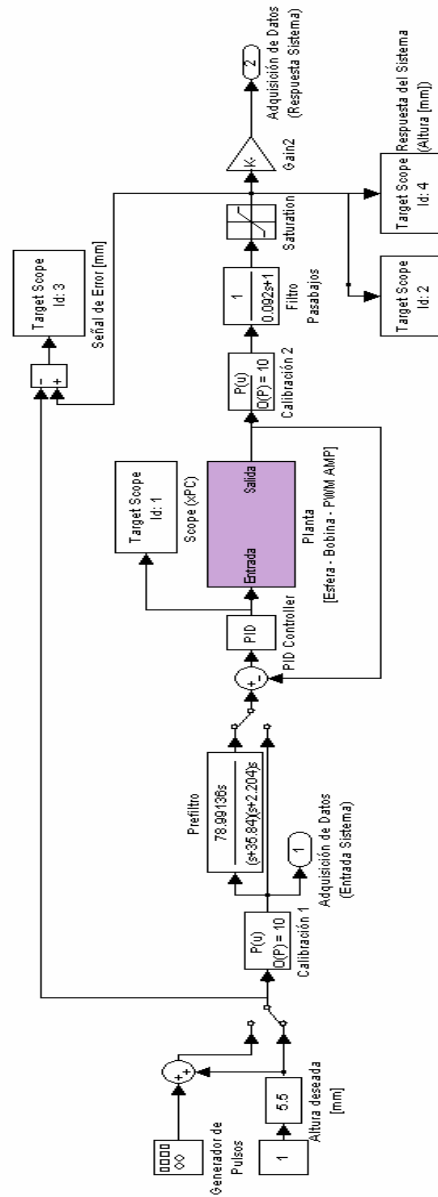 Generador de
Pulsos
1
5.5
Altura deseada
[mm]
++
P(u)
O(P) = 10
Calibración 1
1
Adquisición de Datos
(Entrada Sistema)
Prefiltro
78.99136s
(s+35.84)(s+2.204)s
+-
PID
PID Controller
Target Scope
Id: 1
Scope (xPC)
Entrada
Salida
Planta
[Esfera - Bobina - PWM AMP]
P(u)
O(P) = 10
Calibración 2
1
0.092s+1
Filtro
Pasabajos
Saturation
-K-
Gain2
2
Adquisición de Datos
(Respuesta Sistema)
-
+
Target Scope
Id: 3
Señal de Error [mm]
Target Scope
Id: 2
Target Scope
Id: 4
Respuesta del Sistema
(Altura [mm]